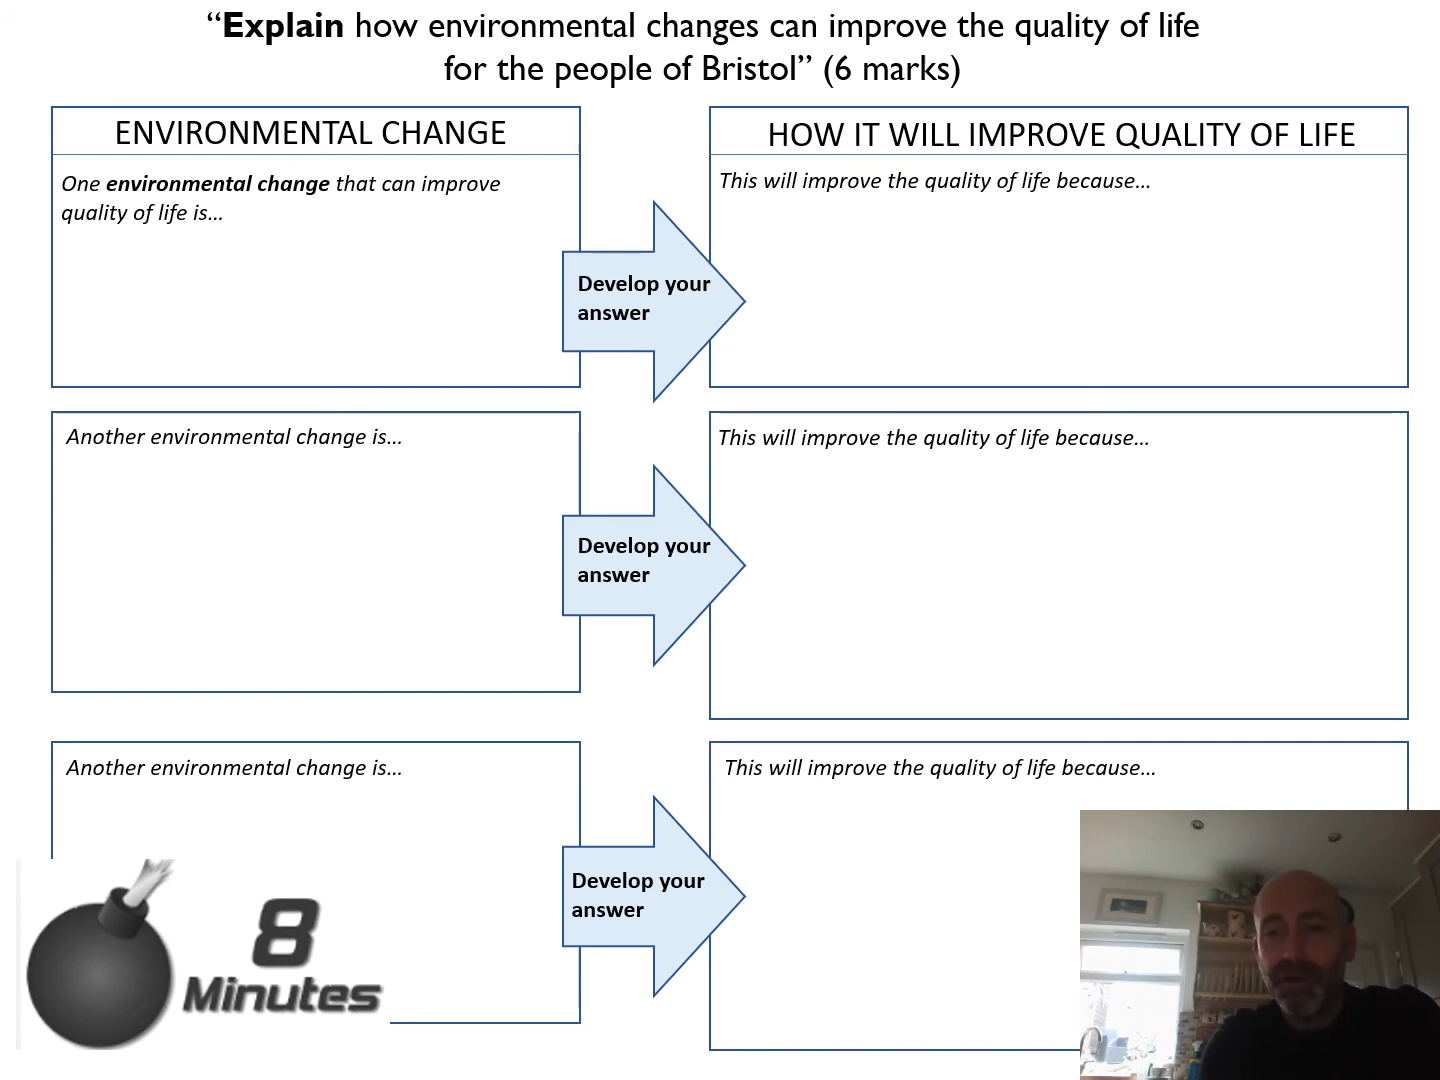 “Explain how environmental changes can improve the quality of life
for the people of Bristol” (6 marks)
ENVIRONMENTAL CHANGE
One environmental change that can improve
quality of life is...
Develop your
answer
HOW IT WILL IMPROVE QUALITY OF LIFE
This will improve the quality of life because...
Another environmental change is...
Develop your
answer
This will improve the quality of life because...
Another environmental change is...
Develop your
answer
This will improve the quality of life because...
8
Minutes